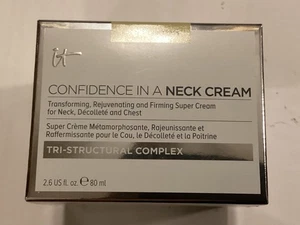 it
CONFIDENCE IN A NECK CREAM
Transforming, Rejuvenating and Firming Super Cream
for Neck, Décolleté and Chest
Super Crème Métamorphosante, Rajeunissante et
Raffermissante pour le Cou, le Décolleté et la Poitrine
TRI-STRUCTURAL COMPLEX
2.6 US fl. oz. ℮ 80 ml